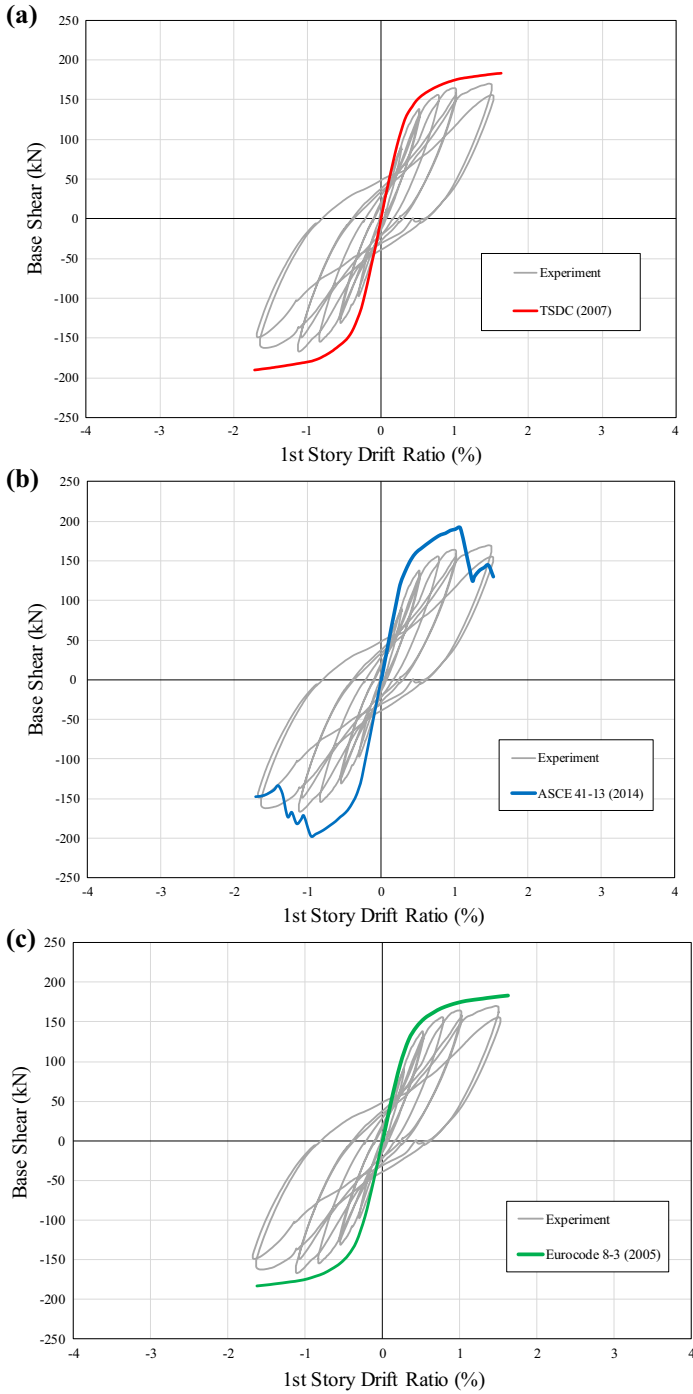 (a)
250
200
150
100
50
0
-50
-100
-150
-200
-250
Base Shear (kN)
Experiment
TSDC (2007)
-4 -3 -2 -1 0 1 2 3 4
1st Story Drift Ratio (%)
(b)
250
200
150
100
50
0
-50
-100
-150
-200
-250
Base Shear (kN)
Experiment
ASCE 41-13 (2014)
-4 -3 -2 -1 0 1 2 3 4
1st Story Drift Ratio (%)
(c)
250
200
150
100
50
0
-50
-100
-150
-200
-250
Base Shear (kN)
Experiment
Eurocode 8-3 (2005)
-4 -3 -2 -1 0 1 2 3 4
1st Story Drift Ratio (%)